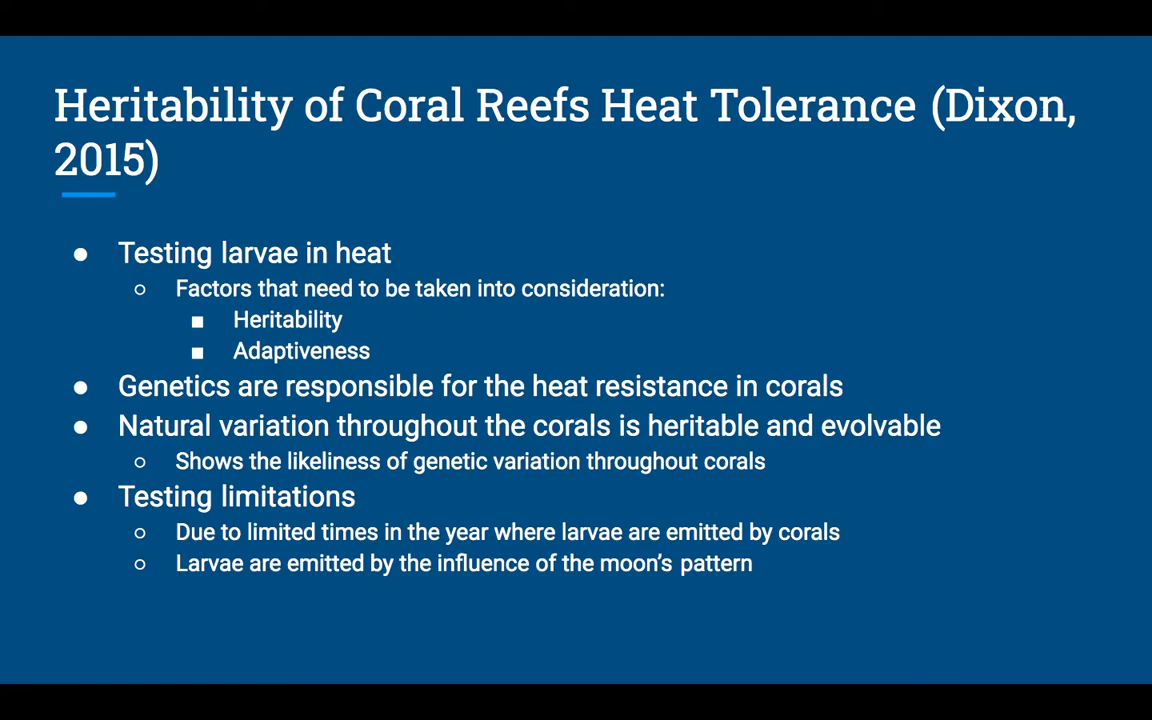 Heritability of Coral Reefs Heat Tolerance (Dixon,
2015)
● Testing larvae in heat
○ Factors that need to be taken into consideration:
■ Heritability
■ Adaptiveness
● Genetics are responsible for the heat resistance in corals
● Natural variation throughout the corals is heritable and evolvable
○ Shows the likeliness of genetic variation throughout corals
● Testing limitations
○ Due to limited times in the year where larvae are emitted by corals
○ Larvae are emitted by the influence of the moon’s pattern